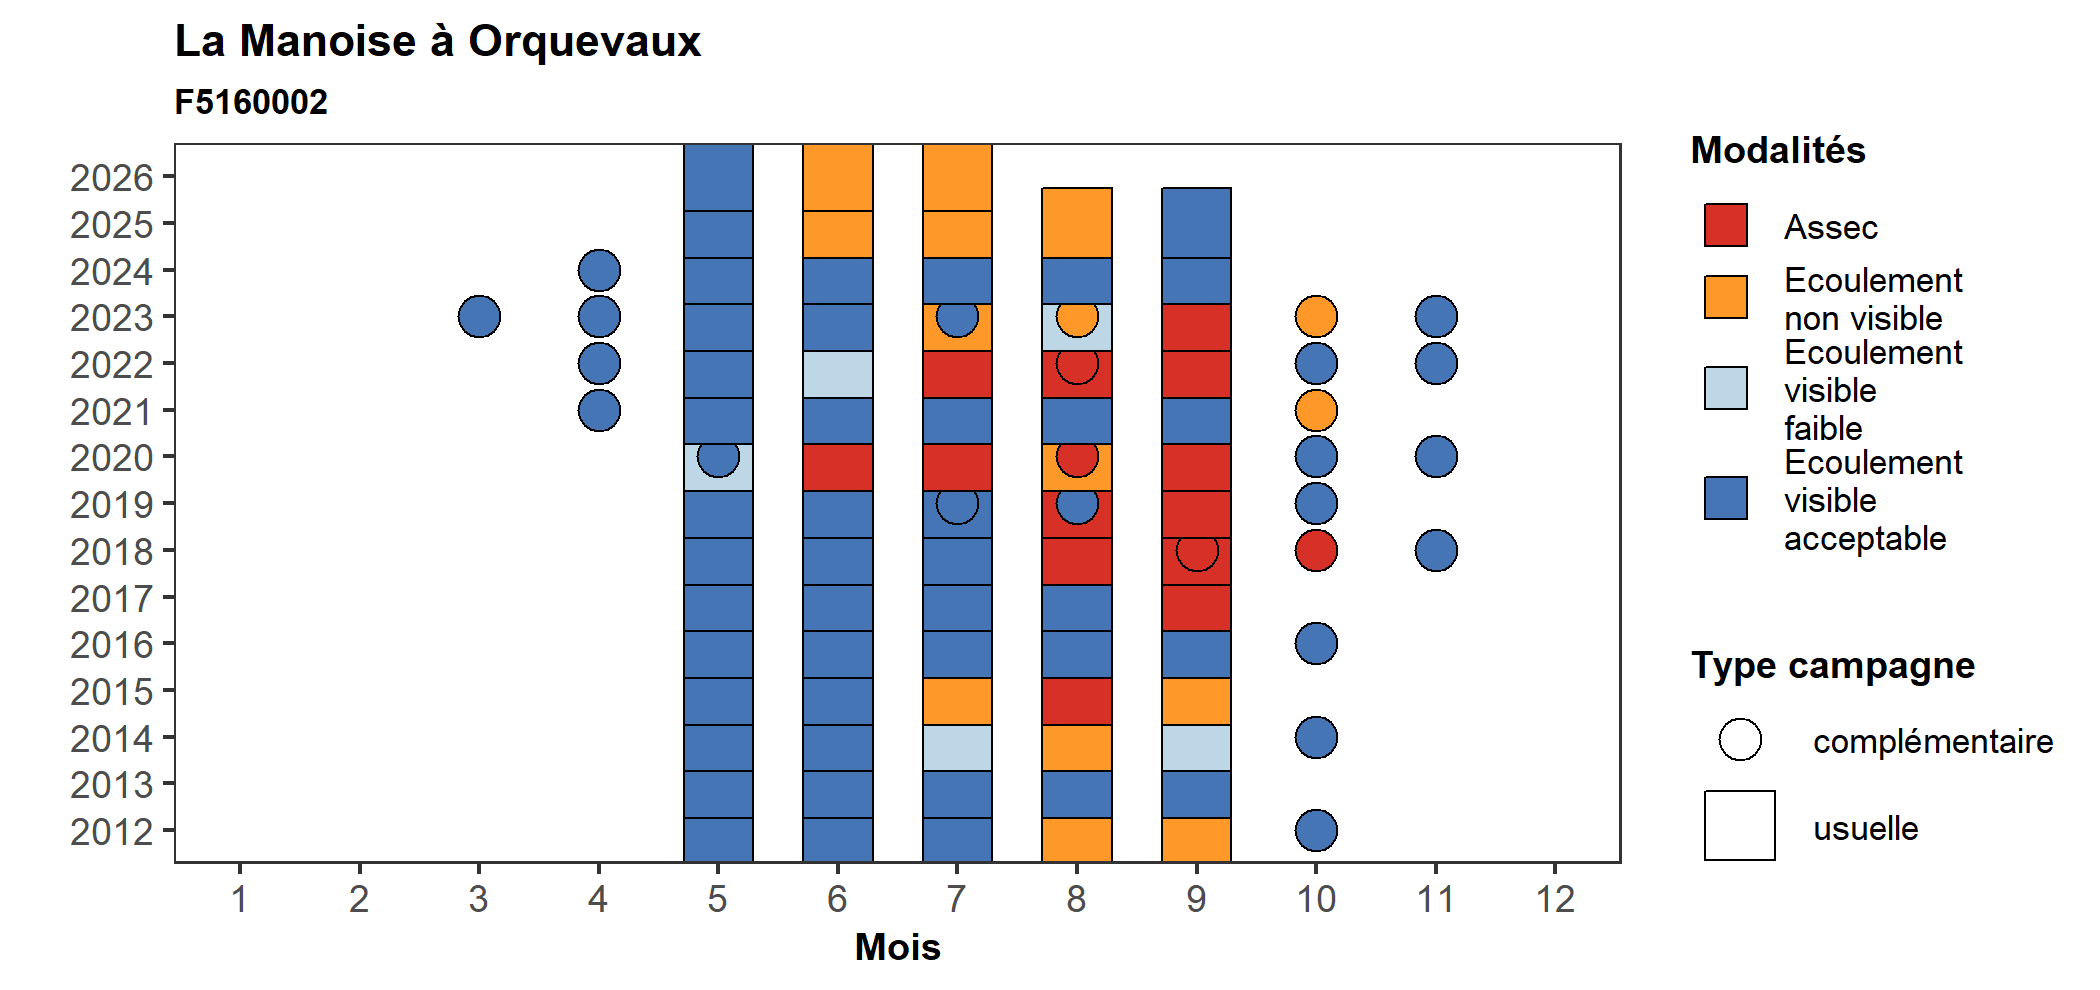 La Manoise à Orquevaux
F5160002
2026
2025
2024
2023
2022
2021
2020
2019
2018
2017
2016
2015
2014
2013
2012
1 2 3 4 5 6 7 8 9 10 11 12
Mois
Modalités
Assec
Ecoulement
non visible
Ecoulement
visible
faible
Ecoulement
visible
acceptable
Type campagne
complémentaire
usuelle